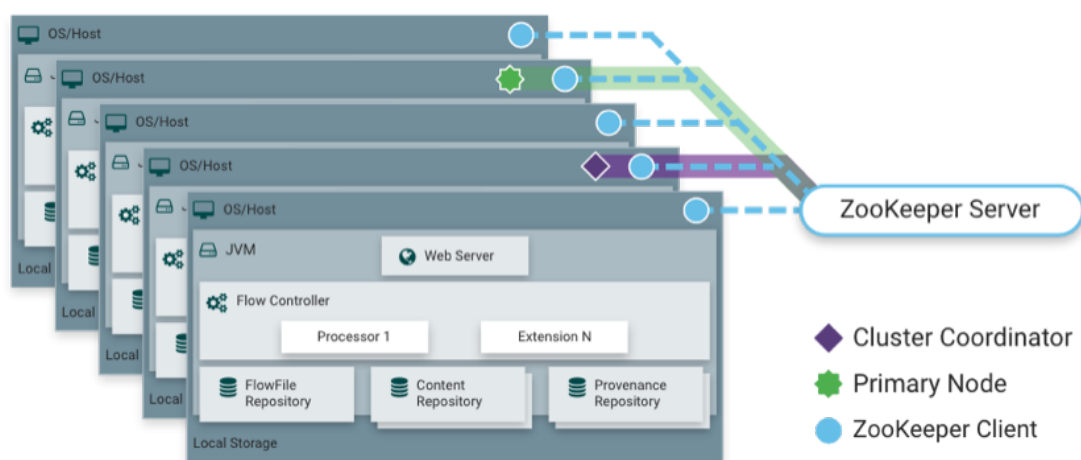 OS/Host
OS/Host
OS/Host
OS/Host
OS/Host
ZooKeeper Server
JVM
Web Server
Flow Controller
Processor 1
Extension N
FlowFile
Repository
Content
Repository
Provenance
Repository
Local
Local
Local
Local
Local Storage
Cluster Coordinator
Primary Node
ZooKeeper Client